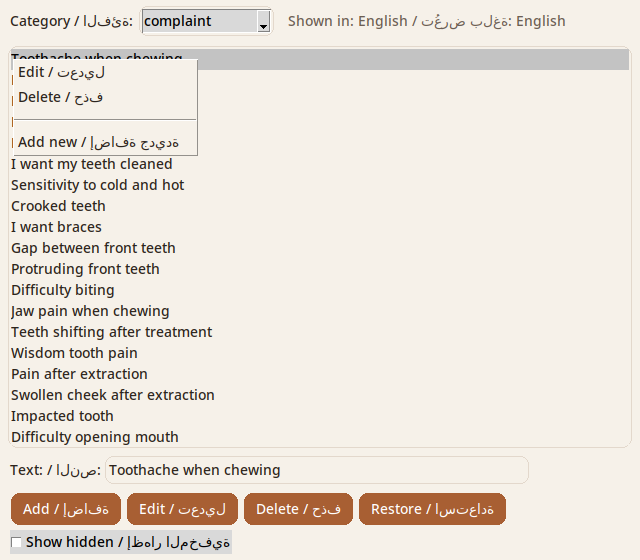 Category / الفئة: complaint Shown in: English / تُعرَض بلغة: English
Toothache when chewing
Edit / تعديل
Delete / حذف
Add new / إضافة جديدة
I want my teeth cleaned
Sensitivity to cold and hot
Crooked teeth
I want braces
Gap between front teeth
Protruding front teeth
Difficulty biting
Jaw pain when chewing
Teeth shifting after treatment
Wisdom tooth pain
Pain after extraction
Swollen cheek after extraction
Impacted tooth
Difficulty opening mouth
Text: / النص: Toothache when chewing
Add / إضافة Edit / تعديل Delete / حذف Restore / استعادة
Show hidden / إظهار المخفية